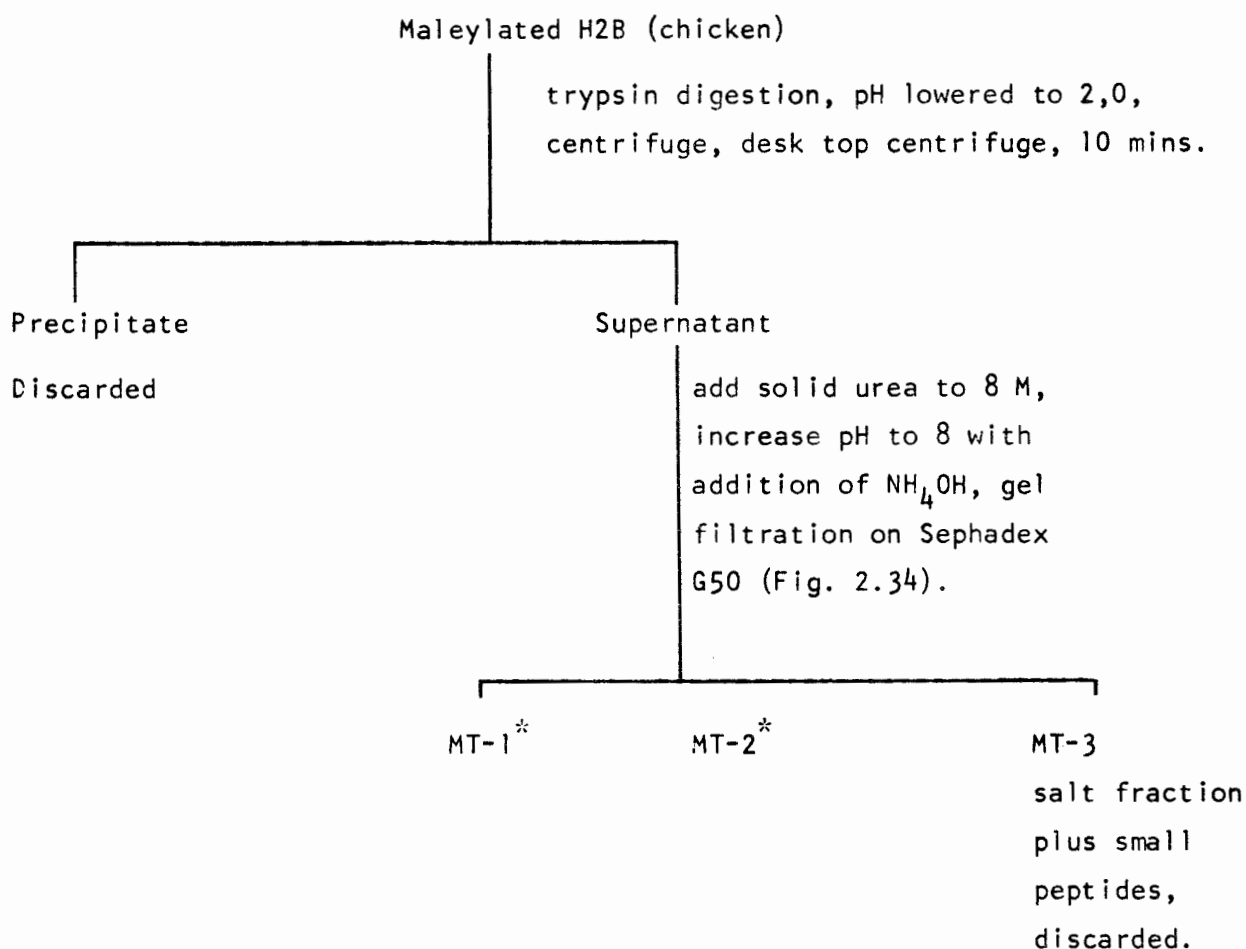 Maleylated H2B (chicken)
trypsin digestion, pH lowered to 2,0,
centrifuge, desk top centrifuge, 10 mins.
Precipitate
Supernatant
Discarded
add solid urea to 8 M,
increase pH to 8 with
addition of NH₄OH, gel
filtration on Sephadex
G50 (Fig. 2.34).
MT-1*
MT-2*
MT-3
salt fraction
plus small
peptides,
discarded.